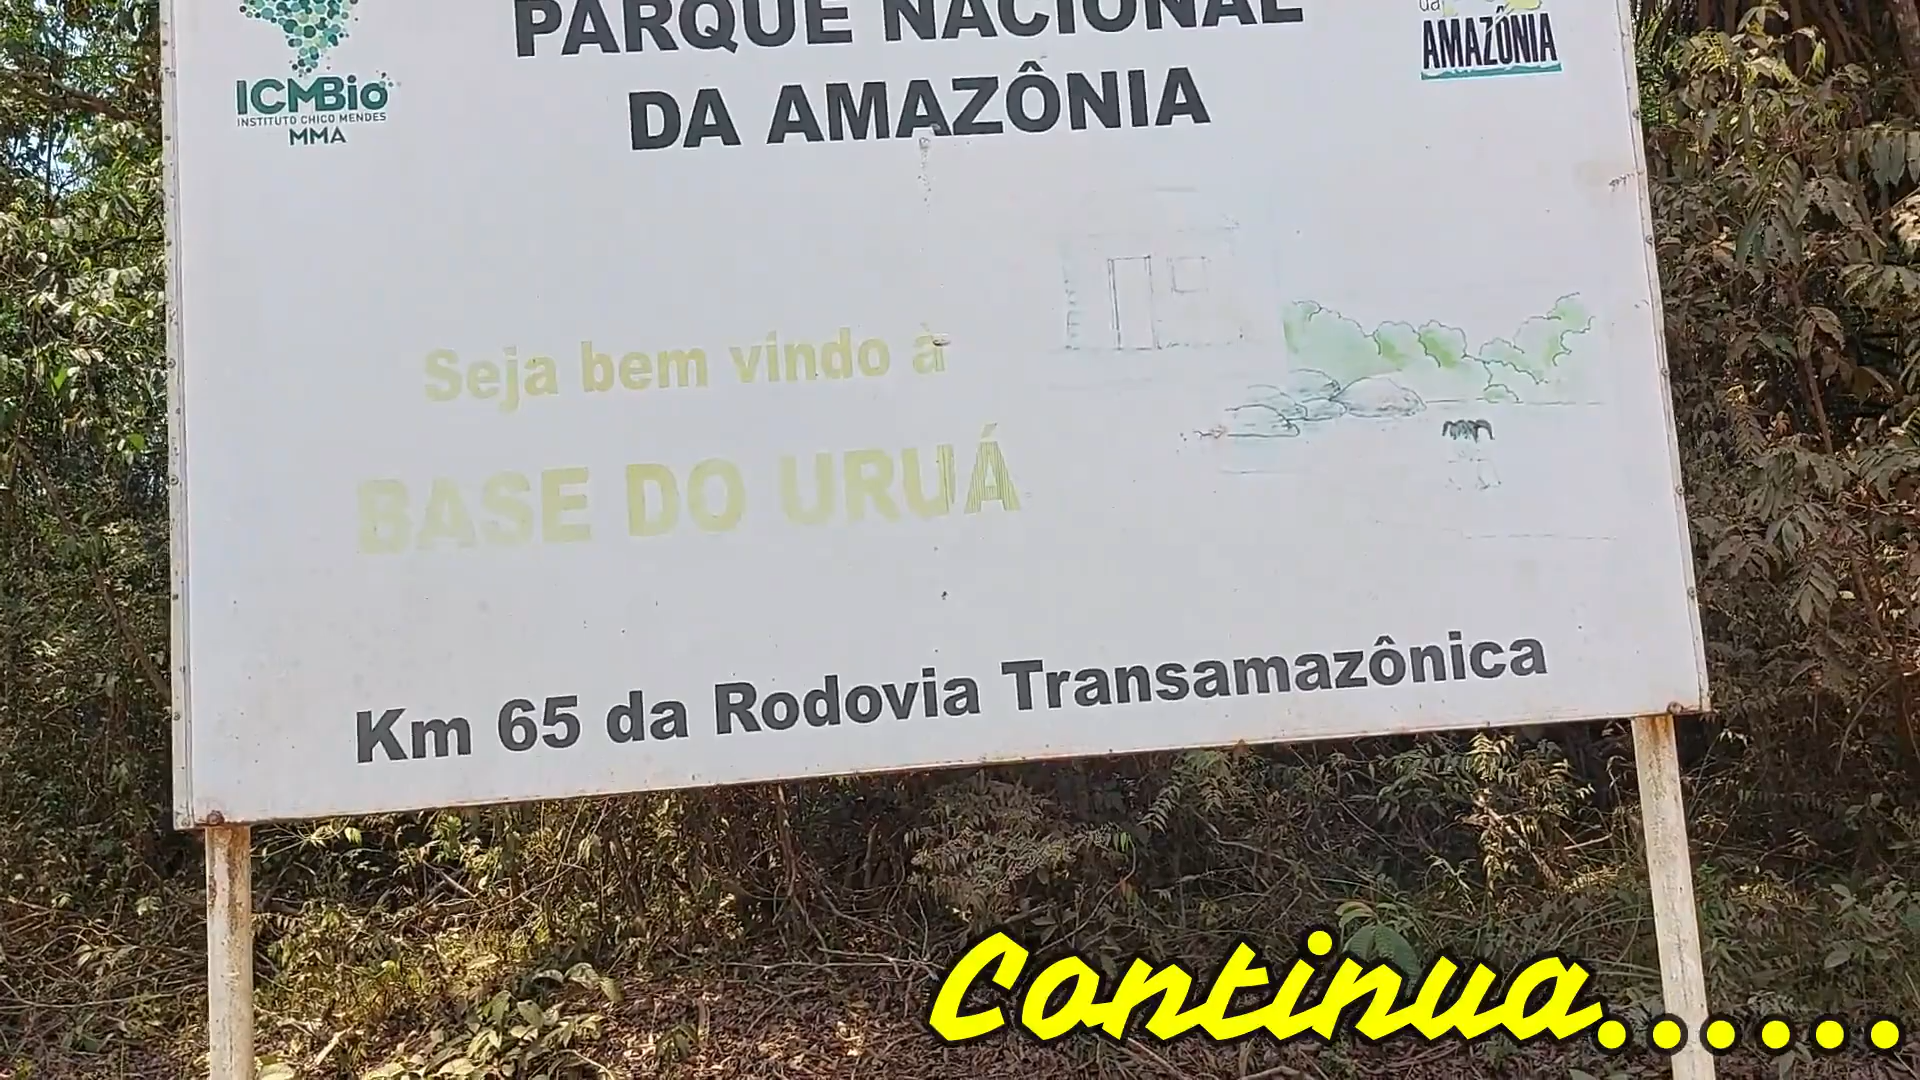 PARQUE NACIONAL
DA AMAZÔNIA
ICMBio
INSTITUTO CHICO MENDES
MMA
da
AMAZÔNIA
Seja bem vindo à
BASE DO URUÁ
Km 65 da Rodovia Transamazônica
Continua......